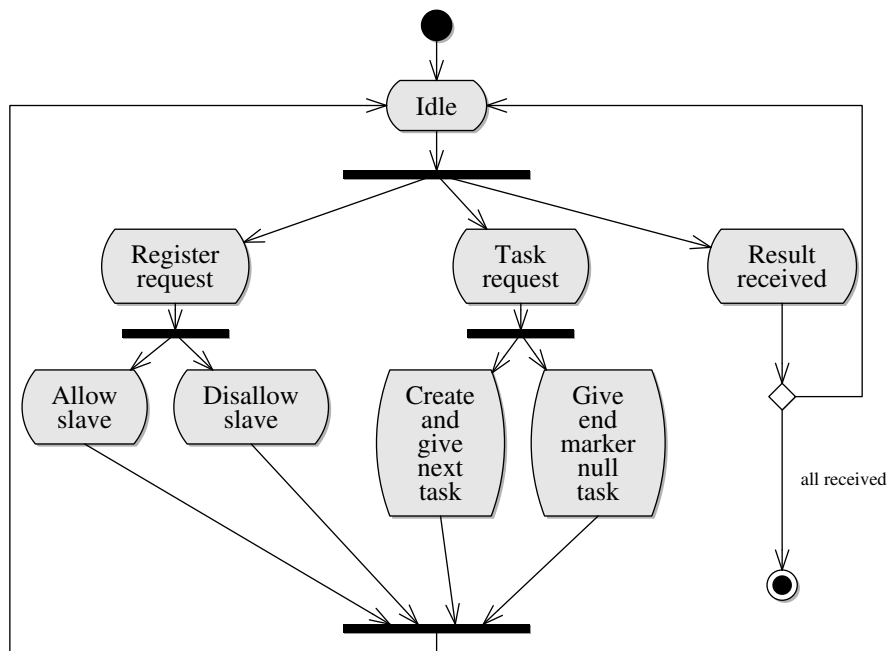 Idle
Register
request
Task
request
Result
received
Allow
slave
Disallow
slave
Create
and
give
next
task
Give
end
marker
null
task
all received